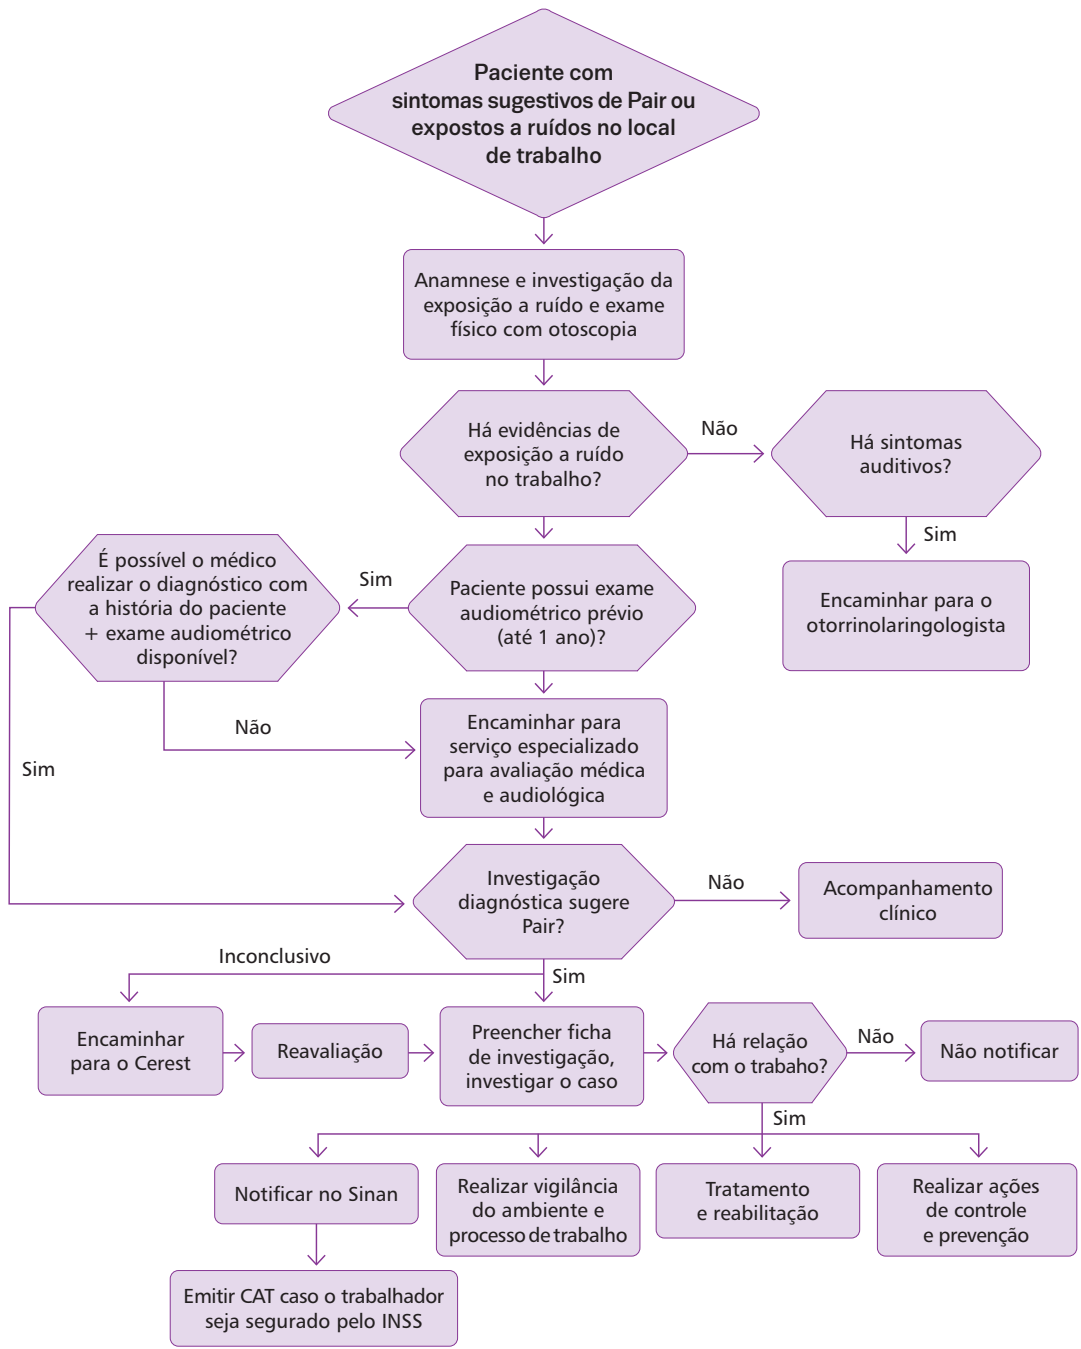 Paciente com
sintomas sugestivos de Pair ou
expostos a ruídos no local
de trabalho
Anamnese e investigação da
exposição a ruído e exame
físico com otoscopia
Há evidências de
exposição a ruído
no trabalho?
Não
Há sintomas
auditivos?
Sim
Encaminhar para o
otorrinolaringologista
Paciente possui exame
audiométrico prévio
(até 1 ano)?
Sim
É possível o médico
realizar o diagnóstico com
a história do paciente
+ exame audiométrico
disponível?
Não
Sim
Encaminhar para
serviço especializado
para avaliação médica
e audiológica
Investigação
diagnóstica sugere
Pair?
Não
Acompanhamento
clínico
Inconclusivo
Sim
Encaminhar
para o Cerest
Reavaliação
Preencher ficha
de investigação,
investigar o caso
Há relação
com o trabaho?
Não
Não notificar
Sim
Notificar no Sinan
Realizar vigilância
do ambiente e
processo de trabalho
Tratamento
e reabilitação
Realizar ações
de controle
e prevenção
Emitir CAT caso o trabalhador
seja segurado pelo INSS